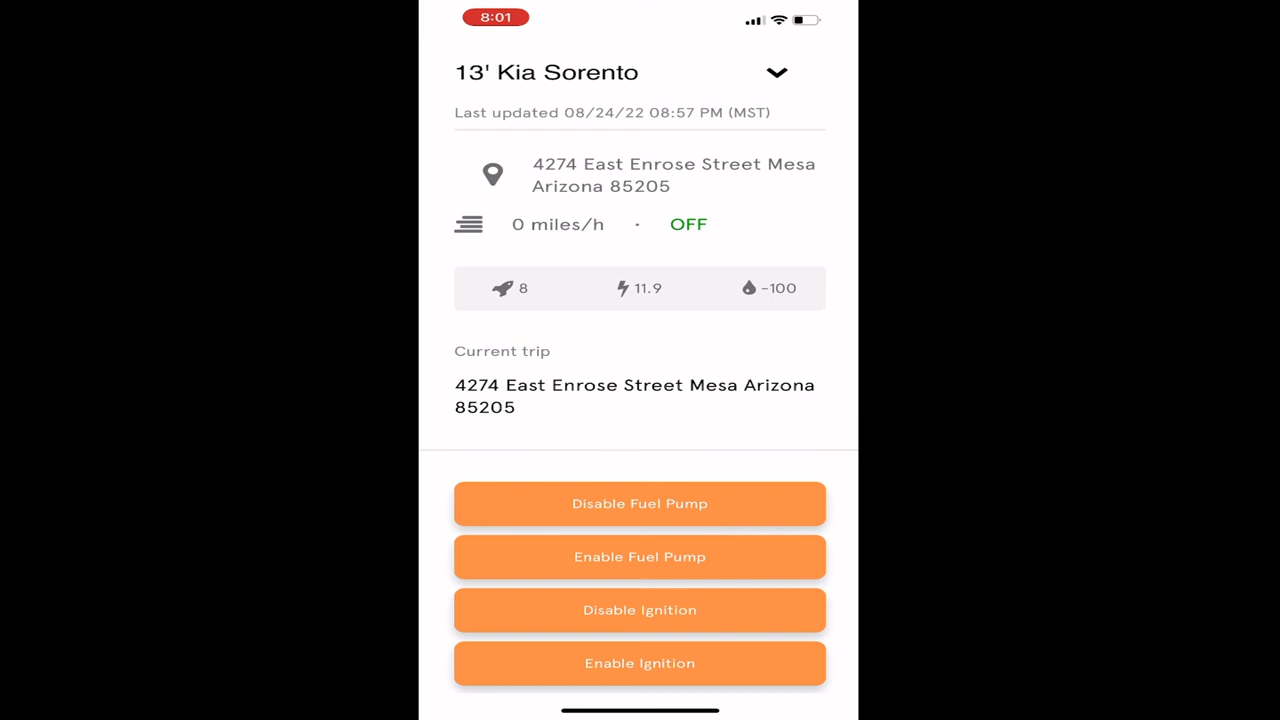 8:01
13' Kia Sorento
Last updated 08/24/22 08:57 PM (MST)
4274 East Enrose Street Mesa
Arizona 85205
0 miles/h · OFF
8 11.9 -100
Current trip
4274 East Enrose Street Mesa Arizona
85205
Disable Fuel Pump
Enable Fuel Pump
Disable Ignition
Enable Ignition